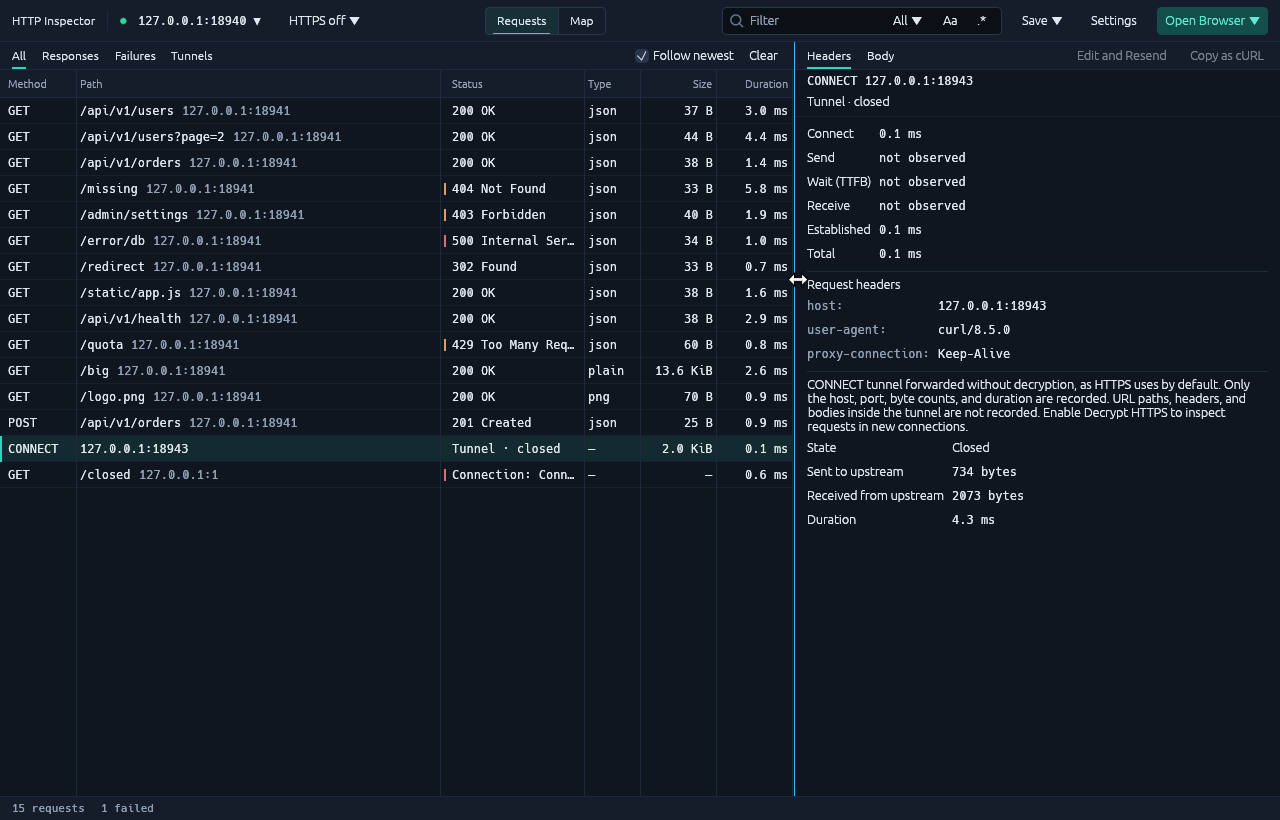 HTTP Inspector 127.0.0.1:18940 ▼ HTTPS off ▼ Requests Map Filter All ▼ Aa .* Save ▼ Settings Open Browser ▼
All Responses Failures Tunnels Follow newest Clear
Method Path Status Type Size Duration
GET /api/v1/users 127.0.0.1:18941 200 OK json 37 B 3.0 ms
GET /api/v1/users?page=2 127.0.0.1:18941 200 OK json 44 B 4.4 ms
GET /api/v1/orders 127.0.0.1:18941 200 OK json 38 B 1.4 ms
GET /missing 127.0.0.1:18941 404 Not Found json 33 B 5.8 ms
GET /admin/settings 127.0.0.1:18941 403 Forbidden json 40 B 1.9 ms
GET /error/db 127.0.0.1:18941 500 Internal Ser… json 34 B 1.0 ms
GET /redirect 127.0.0.1:18941 302 Found json 33 B 0.7 ms
GET /static/app.js 127.0.0.1:18941 200 OK json 38 B 1.6 ms
GET /api/v1/health 127.0.0.1:18941 200 OK json 38 B 2.9 ms
GET /quota 127.0.0.1:18941 429 Too Many Req… json 60 B 0.8 ms
GET /big 127.0.0.1:18941 200 OK plain 13.6 KiB 2.6 ms
GET /logo.png 127.0.0.1:18941 200 OK png 70 B 0.9 ms
POST /api/v1/orders 127.0.0.1:18941 201 Created json 25 B 0.9 ms
CONNECT 127.0.0.1:18943 Tunnel · closed — 2.0 KiB 0.1 ms
GET /closed 127.0.0.1:1 Connection: Conn… — — 0.6 ms
Headers Body Edit and Resend Copy as cURL
CONNECT 127.0.0.1:18943
Tunnel · closed
Connect 0.1 ms
Send not observed
Wait (TTFB) not observed
Receive not observed
Established 0.1 ms
Total 0.1 ms
Request headers
host: 127.0.0.1:18943
user-agent: curl/8.5.0
proxy-connection: Keep-Alive
CONNECT tunnel forwarded without decryption, as HTTPS uses by default. Only
the host, port, byte counts, and duration are recorded. URL paths, headers, and
bodies inside the tunnel are not recorded. Enable Decrypt HTTPS to inspect
requests in new connections.
State Closed
Sent to upstream 734 bytes
Received from upstream 2073 bytes
Duration 4.3 ms
15 requests 1 failed